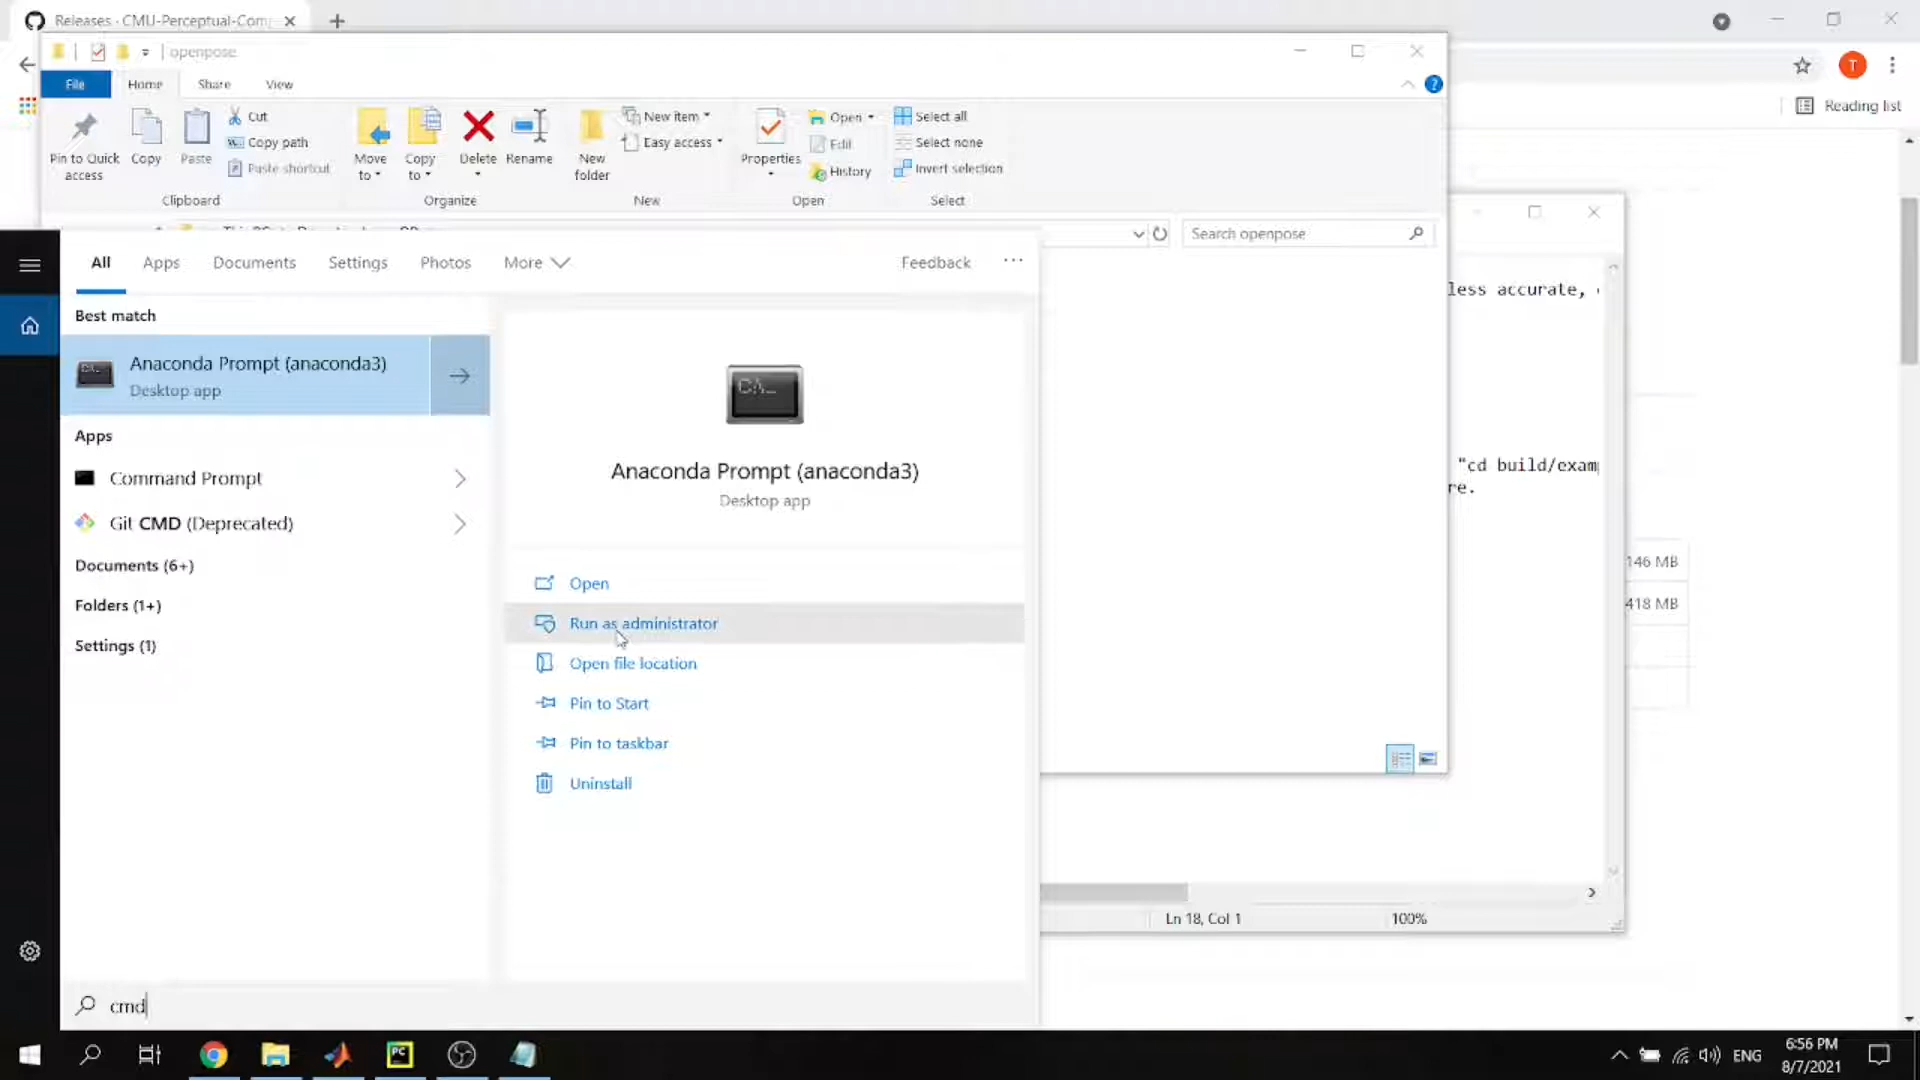 Releases · CMU-Perceptual-Com
openpose
File
Home
Share
View
Pin to Quick access
Copy
Paste
Cut
Copy path
Paste shortcut
Clipboard
Move to
Copy to
Delete
Rename
Organize
New folder
New item
Easy access
New
Properties
Open
Edit
History
Open
Select all
Select none
Invert selection
Select
T
Reading list
Search openpose
All
Apps
Documents
Settings
Photos
More
Feedback
Best match
Anaconda Prompt (anaconda3)
Desktop app
Apps
Command Prompt
Git CMD (Deprecated)
Documents (6+)
Folders (1+)
Settings (1)
Anaconda Prompt (anaconda3)
Desktop app
Open
Run as administrator
Open file location
Pin to Start
Pin to taskbar
Uninstall
less accurate,
"cd build/exam
re.
146 MB
418 MB
Ln 18, Col 1
100%
cmd
ENG
6:56 PM
8/7/2021